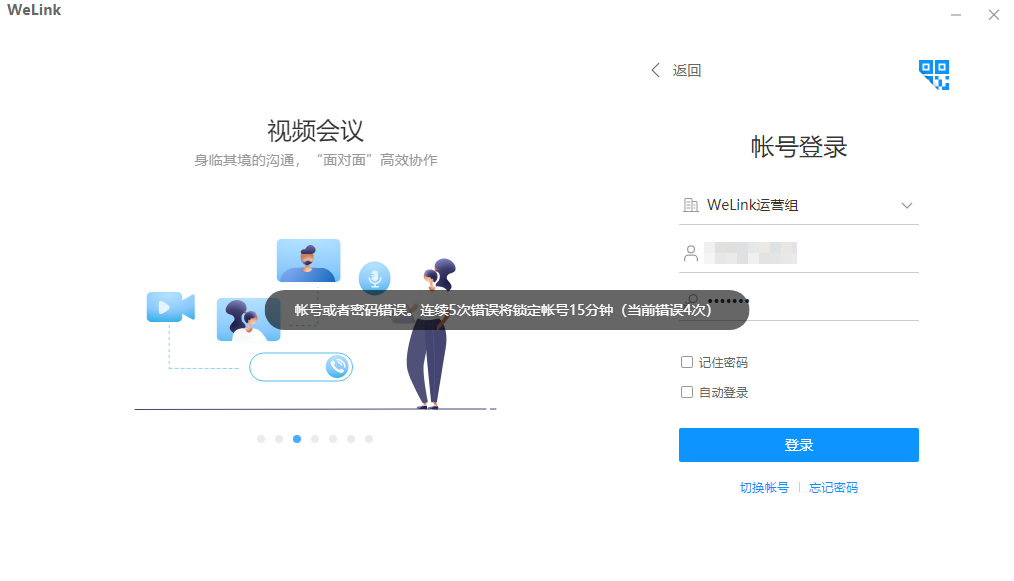 WeLink
返回
视频会议
身临其境的沟通，“面对面”高效协作
帐号登录
WeLink运营组
帐号或者密码错误。连续5次错误将锁定帐号15分钟（当前错误4次）
记住密码
自动登录
登录
切换帐号 | 忘记密码